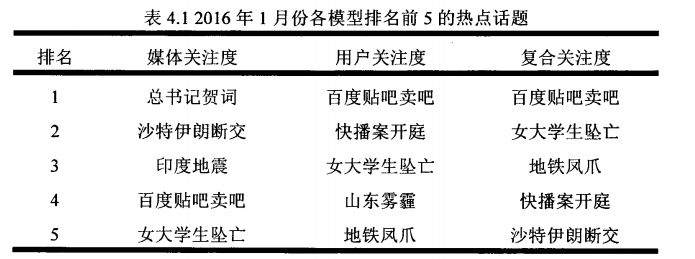 表 4.1 2016 年 1 月份各模型排名前 5 的热点话题
排名 媒体关注度 用户关注度 复合关注度
1 总书记贺词 百度贴吧卖吧 百度贴吧卖吧
2 沙特伊朗断交 快播案开庭 女大学生坠亡
3 印度地震 女大学生坠亡 地铁凤爪
4 百度贴吧卖吧 山东雾霾 快播案开庭
5 女大学生坠亡 地铁凤爪 沙特伊朗断交